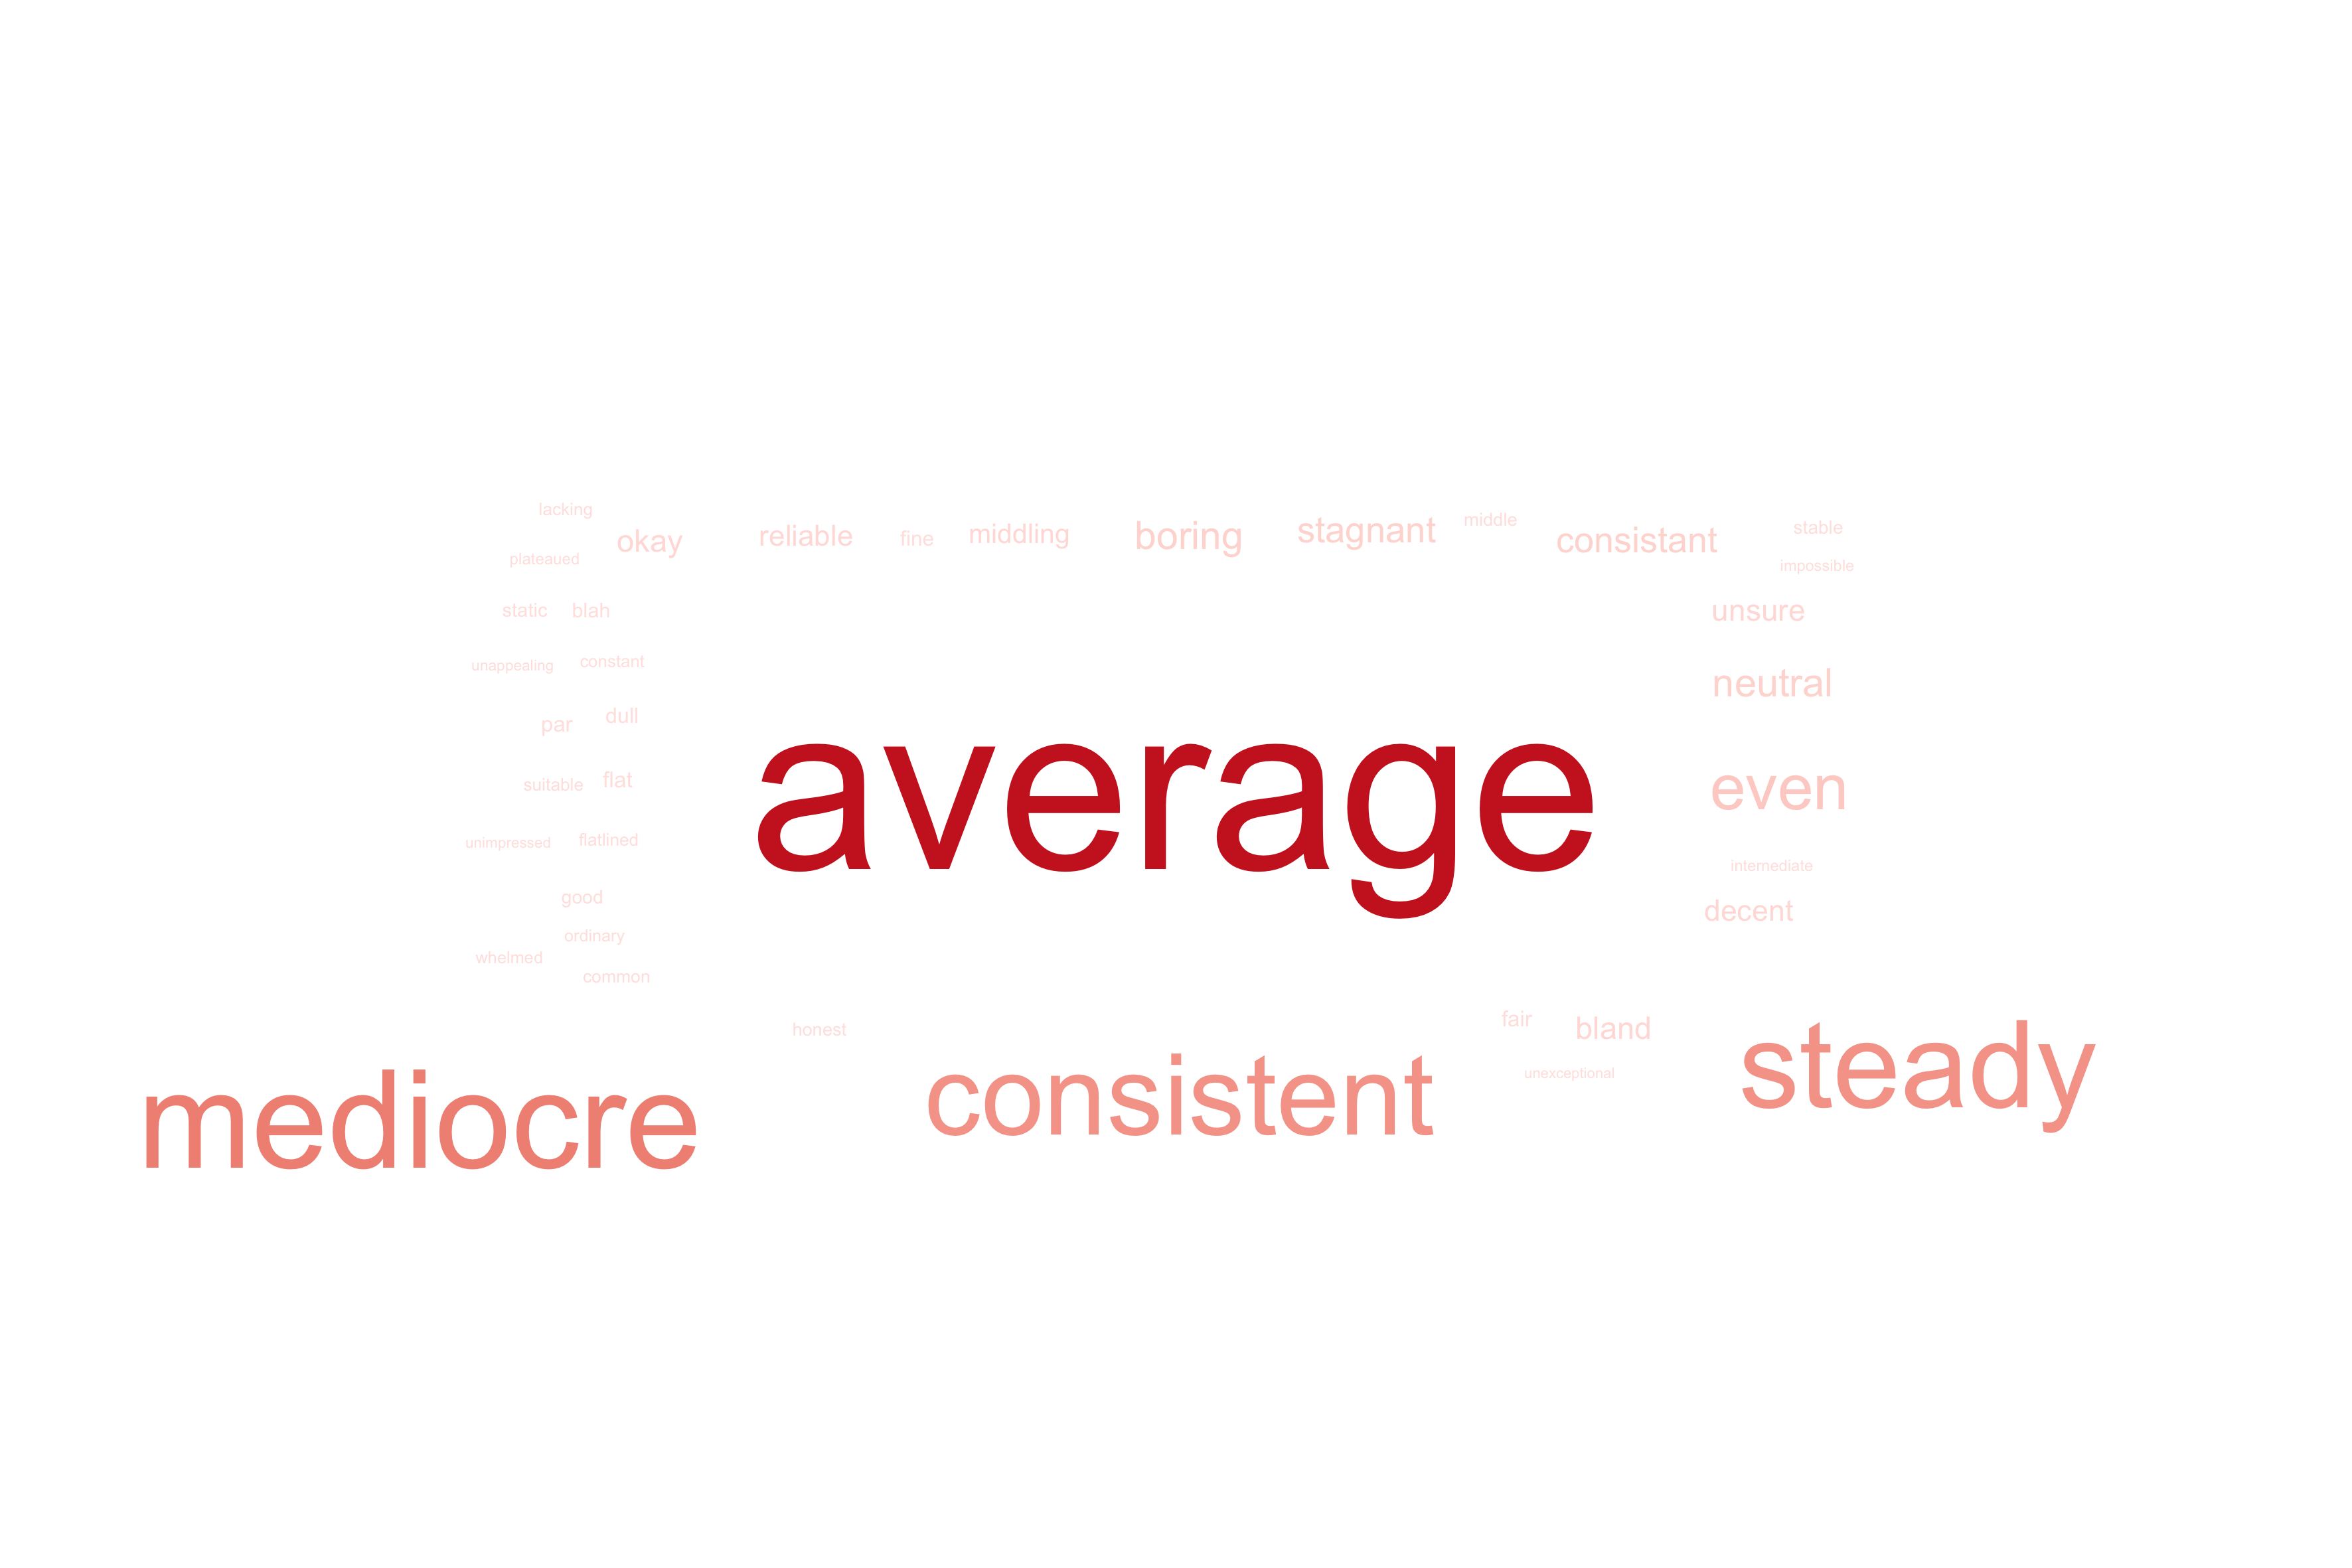 lacking
okay
reliable
fine
middling
boring
stagnant
middle
consistant
stable
plateaued
impossible
static
blah
unsure
unappealing
constant
neutral
par
dull
average
even
suitable
flat
unimpressed
flatlined
internediate
good
decent
ordinary
whelmed
common
honest
fair
bland
steady
unexceptional
mediocre
consistent